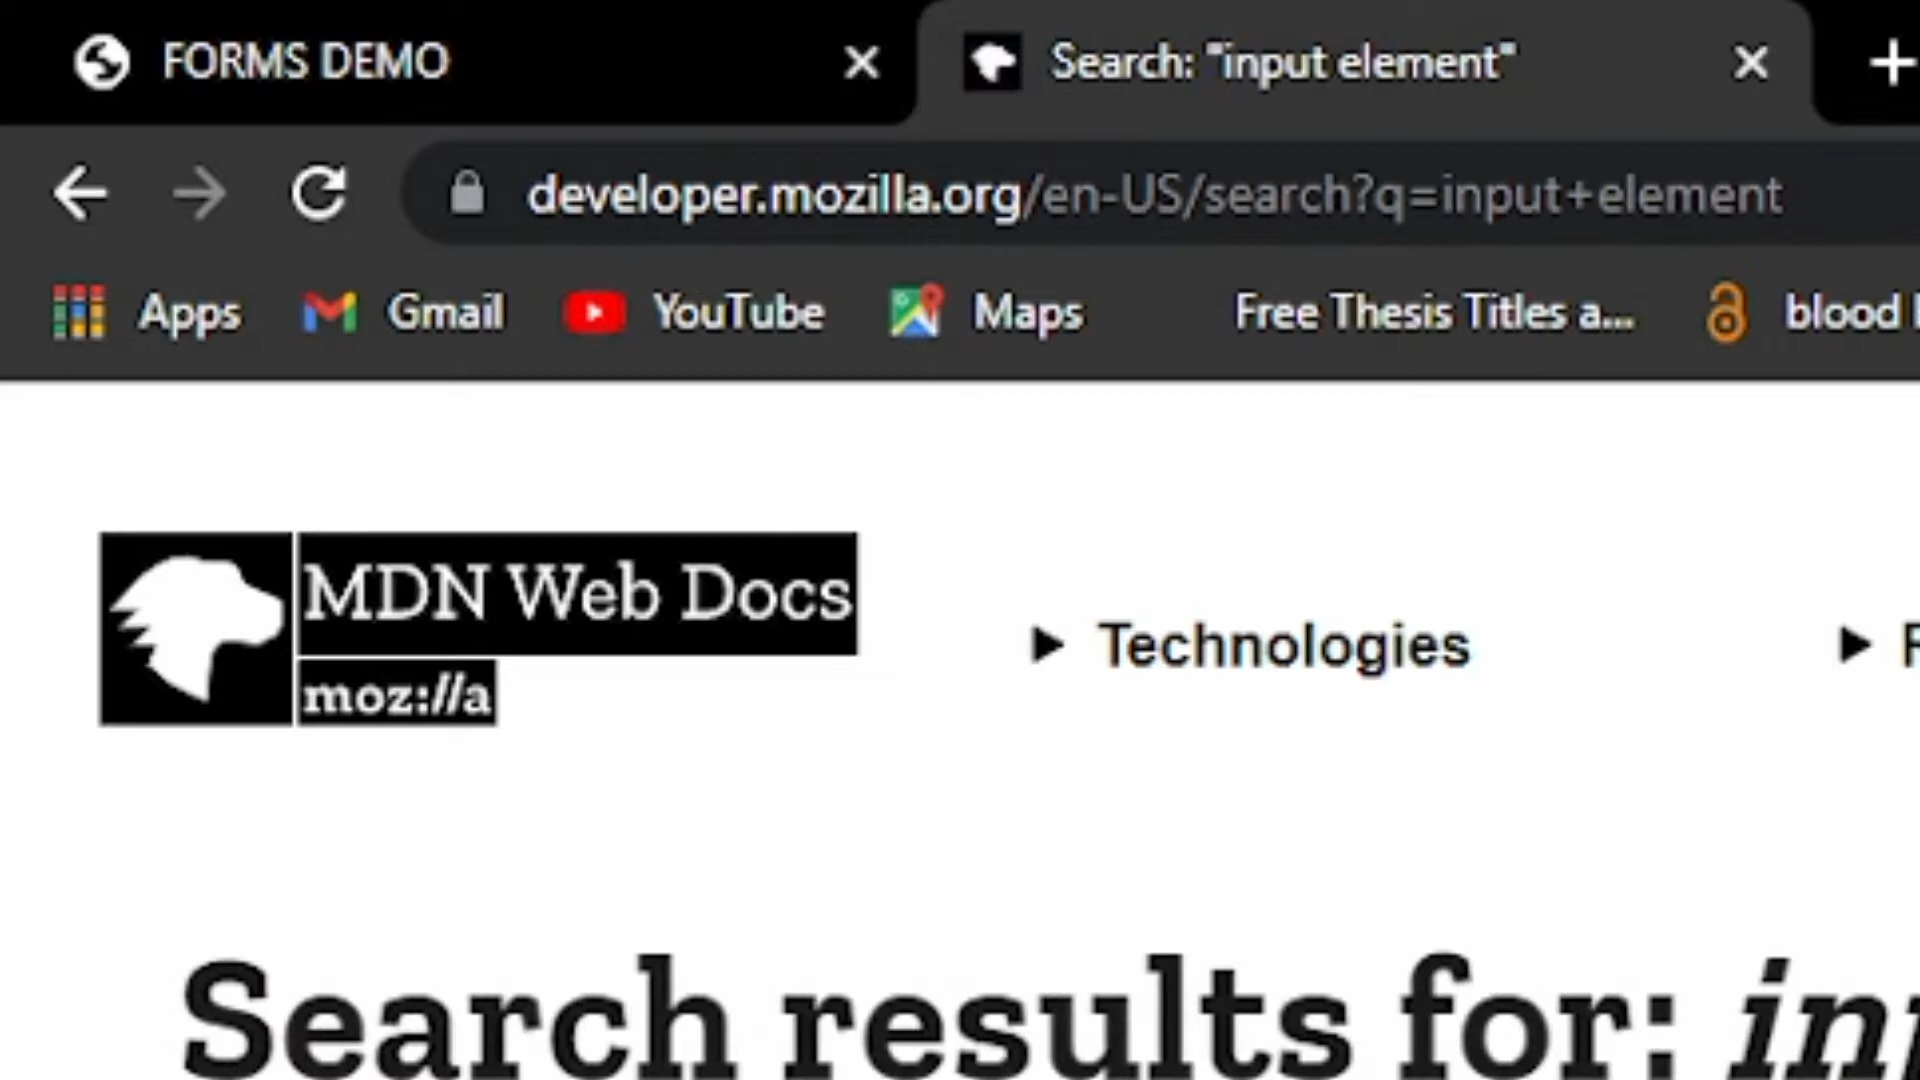 FORMS DEMO
Search: "input element"
developer.mozilla.org/en-US/search?q=input+element
Apps
Gmail
YouTube
Maps
Free Thesis Titles a...
blood
MDN Web Docs
moz://a
Technologies
Search results for: